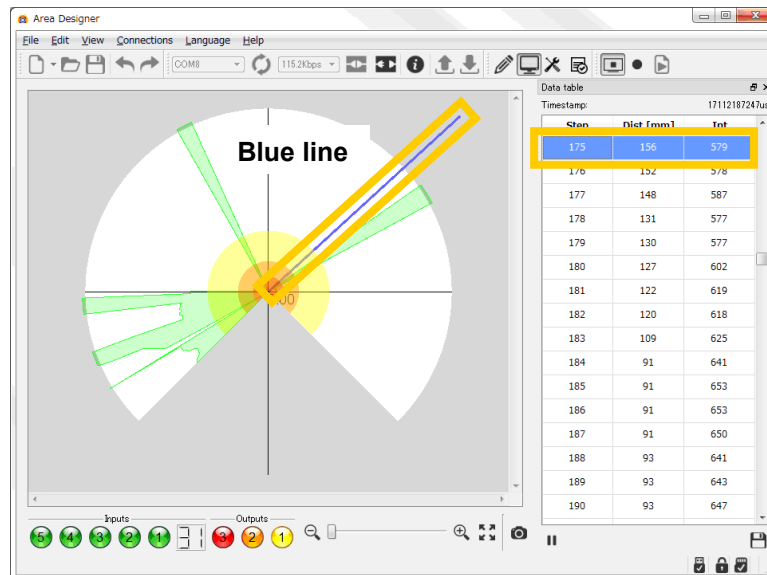 Area Designer
File Edit View Connections Language Help
COM8 115.2Kbps
Data table
Timestamp: 17112187247us
Step Dist [mm] Int
175 156 579
176 152 578
177 148 587
178 131 577
179 130 577
180 127 602
181 122 619
182 120 618
183 109 625
184 91 641
185 91 653
186 91 653
187 91 650
188 93 641
189 93 643
190 93 647
Blue line
Inputs Outputs
5 4 3 2 1 31 3 2 1